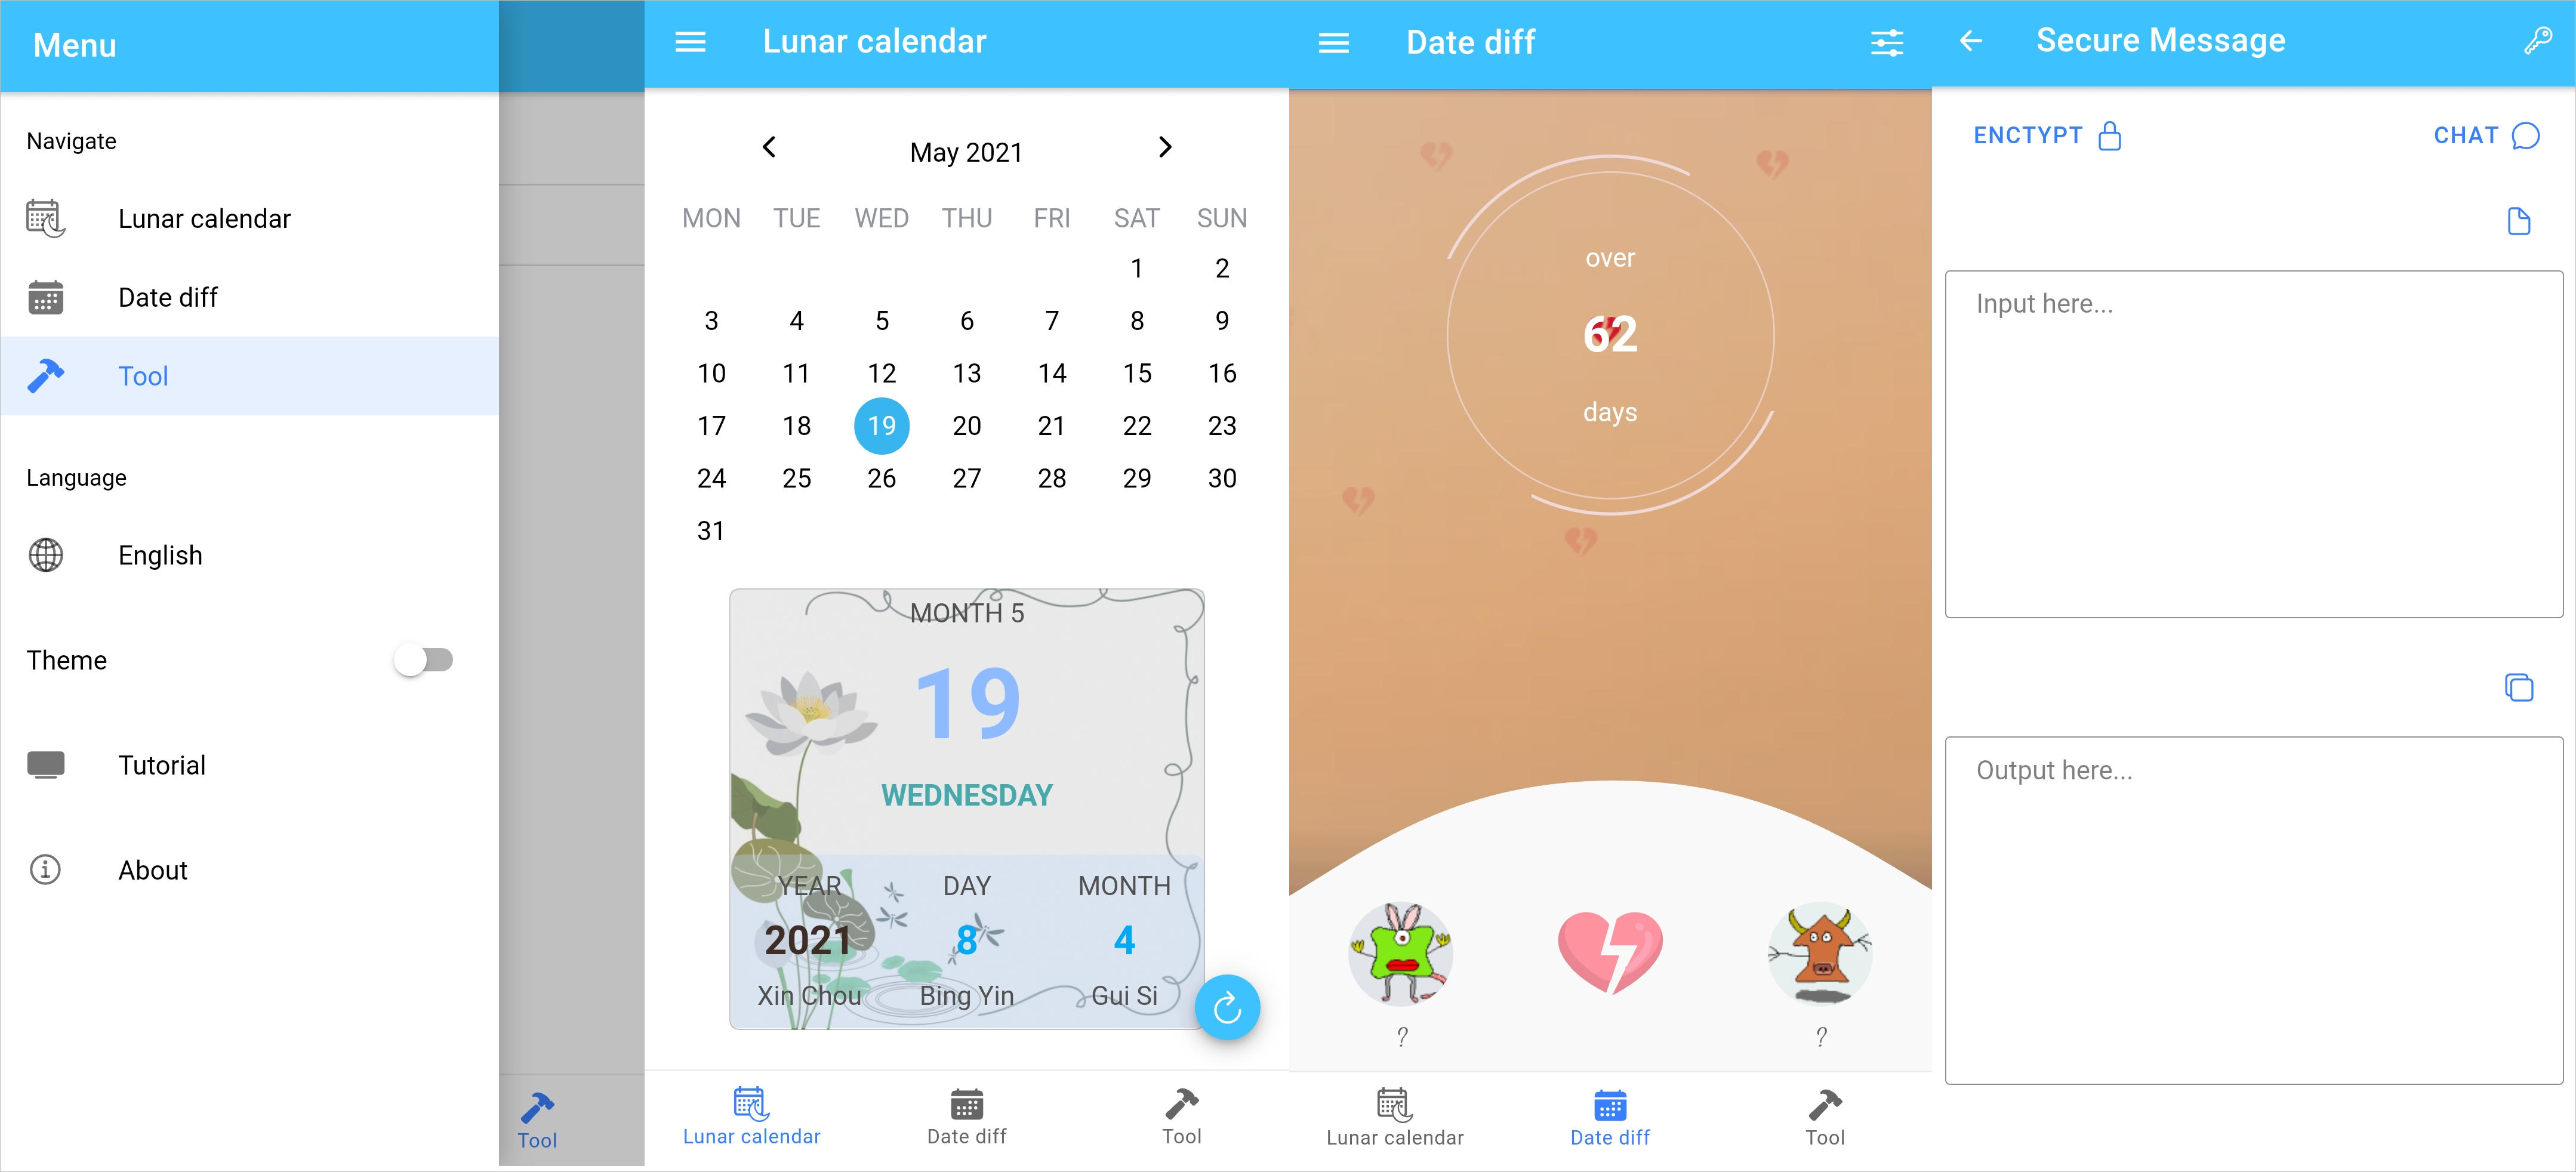 Menu
Navigate
Lunar calendar
Date diff
Tool
Language
English
Theme
Tutorial
About
Tool
Lunar calendar
May 2021
MON TUE WED THU FRI SAT SUN
1 2
3 4 5 6 7 8 9
10 11 12 13 14 15 16
17 18 19 20 21 22 23
24 25 26 27 28 29 30
31
MONTH 5
19
WEDNESDAY
YEAR DAY MONTH
2021 8 4
Xin Chou Bing Yin Gui Si
Lunar calendar Date diff Tool
Date diff
over
62
days
? ?
Lunar calendar Date diff Tool
Secure Message
ENCTYPT CHAT
Input here...
Output here...